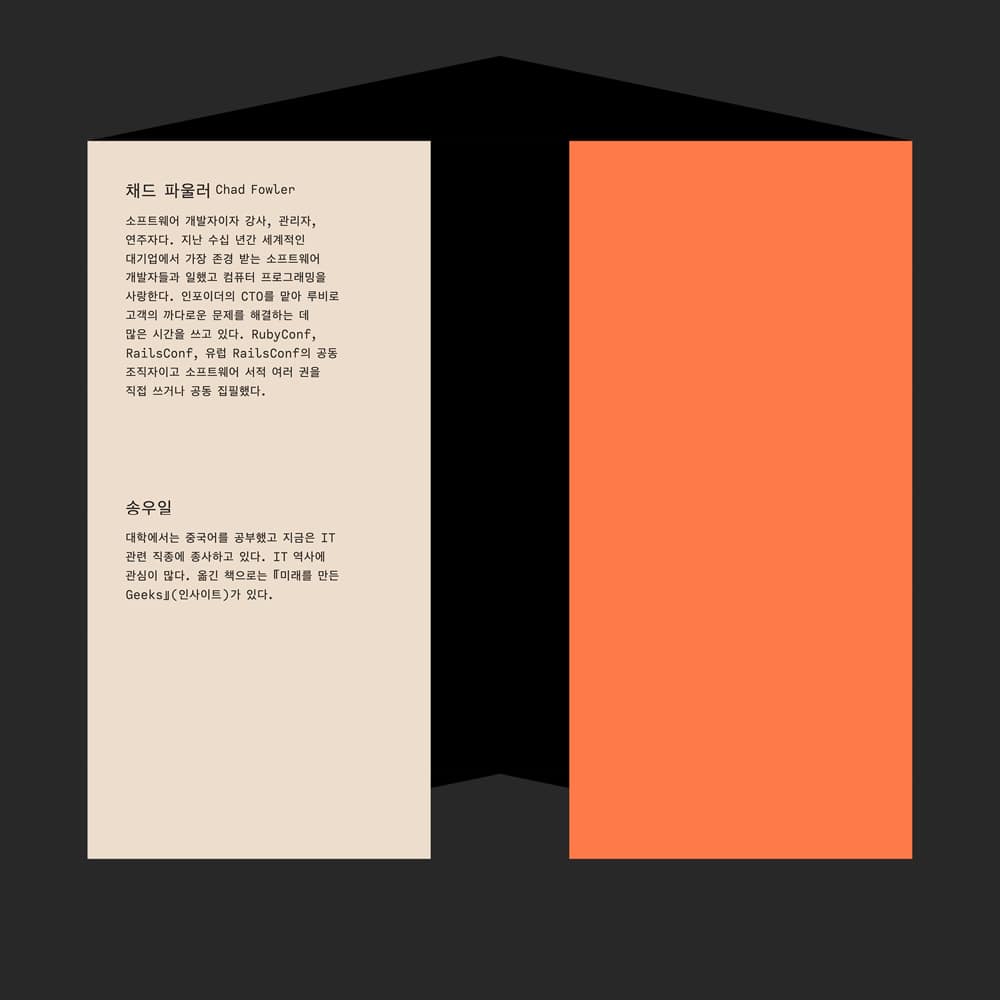 채드 파울러 Chad Fowler
소프트웨어 개발자이자 강사, 관리자,
연주자다. 지난 수십 년간 세계적인
대기업에서 가장 존경 받는 소프트웨어
개발자들과 일했고 컴퓨터 프로그래밍을
사랑한다. 인포이더의 CTO를 맡아 루비로
고객의 까다로운 문제를 해결하는 데
많은 시간을 쓰고 있다. RubyConf,
RailsConf, 유럽 RailsConf의 공동
조직자이고 소프트웨어 서적 여러 권을
직접 쓰거나 공동 집필했다.
송우일
대학에서는 중국어를 공부했고 지금은 IT
관련 직종에 종사하고 있다. IT 역사에
관심이 많다. 옮긴 책으로는 『미래를 만든
Geeks』(인사이트)가 있다.